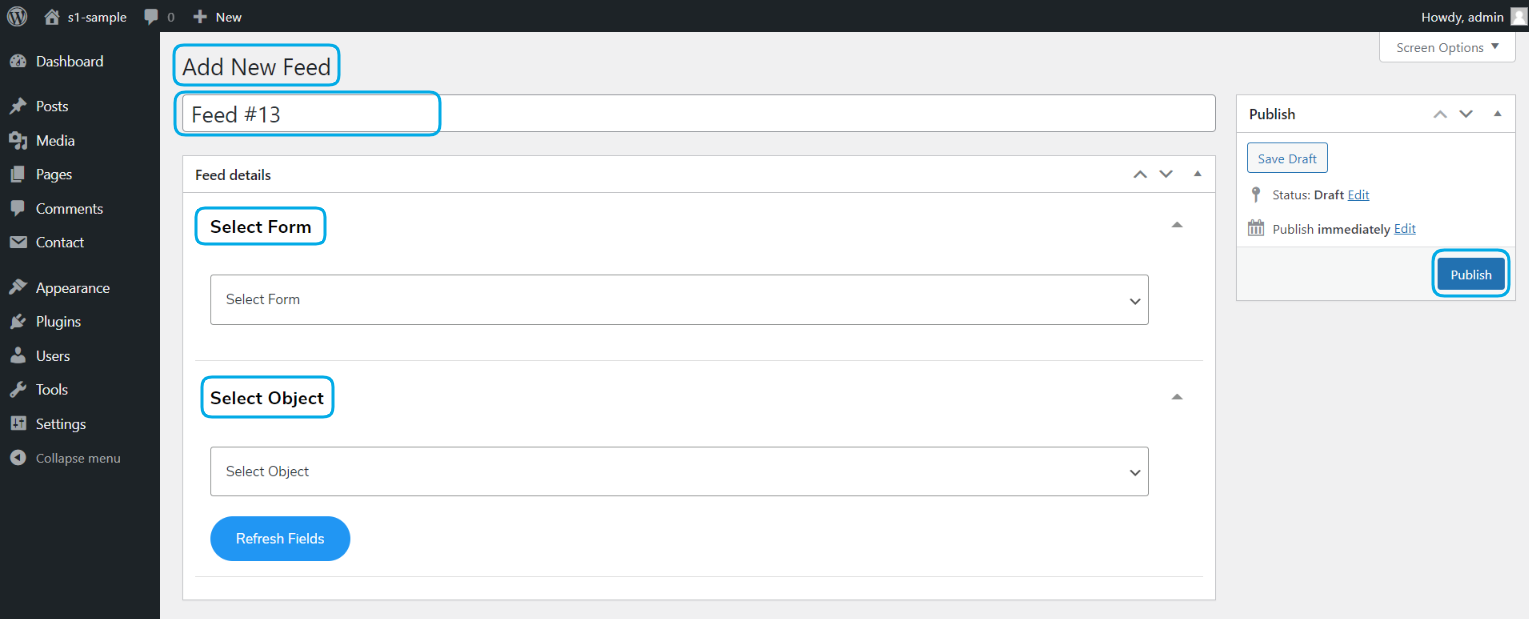 s1-sample 0 New Howdy, admin
Screen Options
Dashboard
Posts
Media
Pages
Comments
Contact
Appearance
Plugins
Users
Tools
Settings
Collapse menu
Add New Feed
Feed #13
Feed details
Select Form
Select Form
Select Object
Select Object
Refresh Fields
Publish
Save Draft
Status: Draft Edit
Publish immediately Edit
Publish